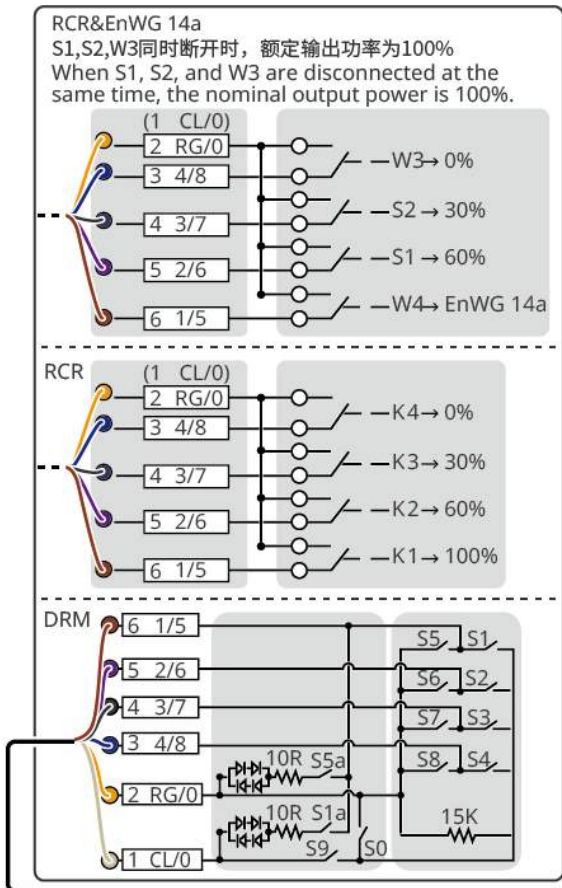 RCR&EnWG 14a
S1,S2,W3同时断开时，额定输出功率为100%
When S1, S2, and W3 are disconnected at the
same time, the nominal output power is 100%.
(1 CL/0)
2 RG/0
3 4/8
4 3/7
5 2/6
6 1/5
W3→ 0%
S2→ 30%
S1→ 60%
W4→ EnWG 14a
RCR
(1 CL/0)
2 RG/0
3 4/8
4 3/7
5 2/6
6 1/5
K4→ 0%
K3→ 30%
K2→ 60%
K1→ 100%
DRM
6 1/5
5 2/6
4 3/7
3 4/8
2 RG/0
1 CL/0
10R S5a
10R S1a
S9 S0
S5 S1
S6 S2
S7 S3
S8 S4
15K